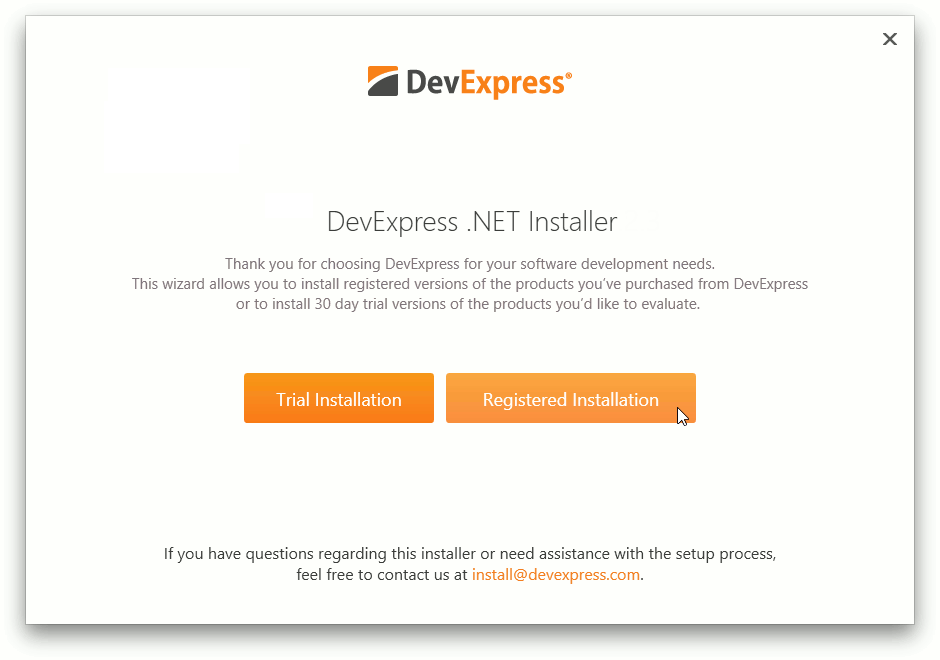 DevExpress®
DevExpress .NET Installer
Thank you for choosing DevExpress for your software development needs.
This wizard allows you to install registered versions of the products you’ve purchased from DevExpress
or to install 30 day trial versions of the products you’d like to evaluate.
Trial Installation
Registered Installation
If you have questions regarding this installer or need assistance with the setup process,
feel free to contact us at install@devexpress.com.